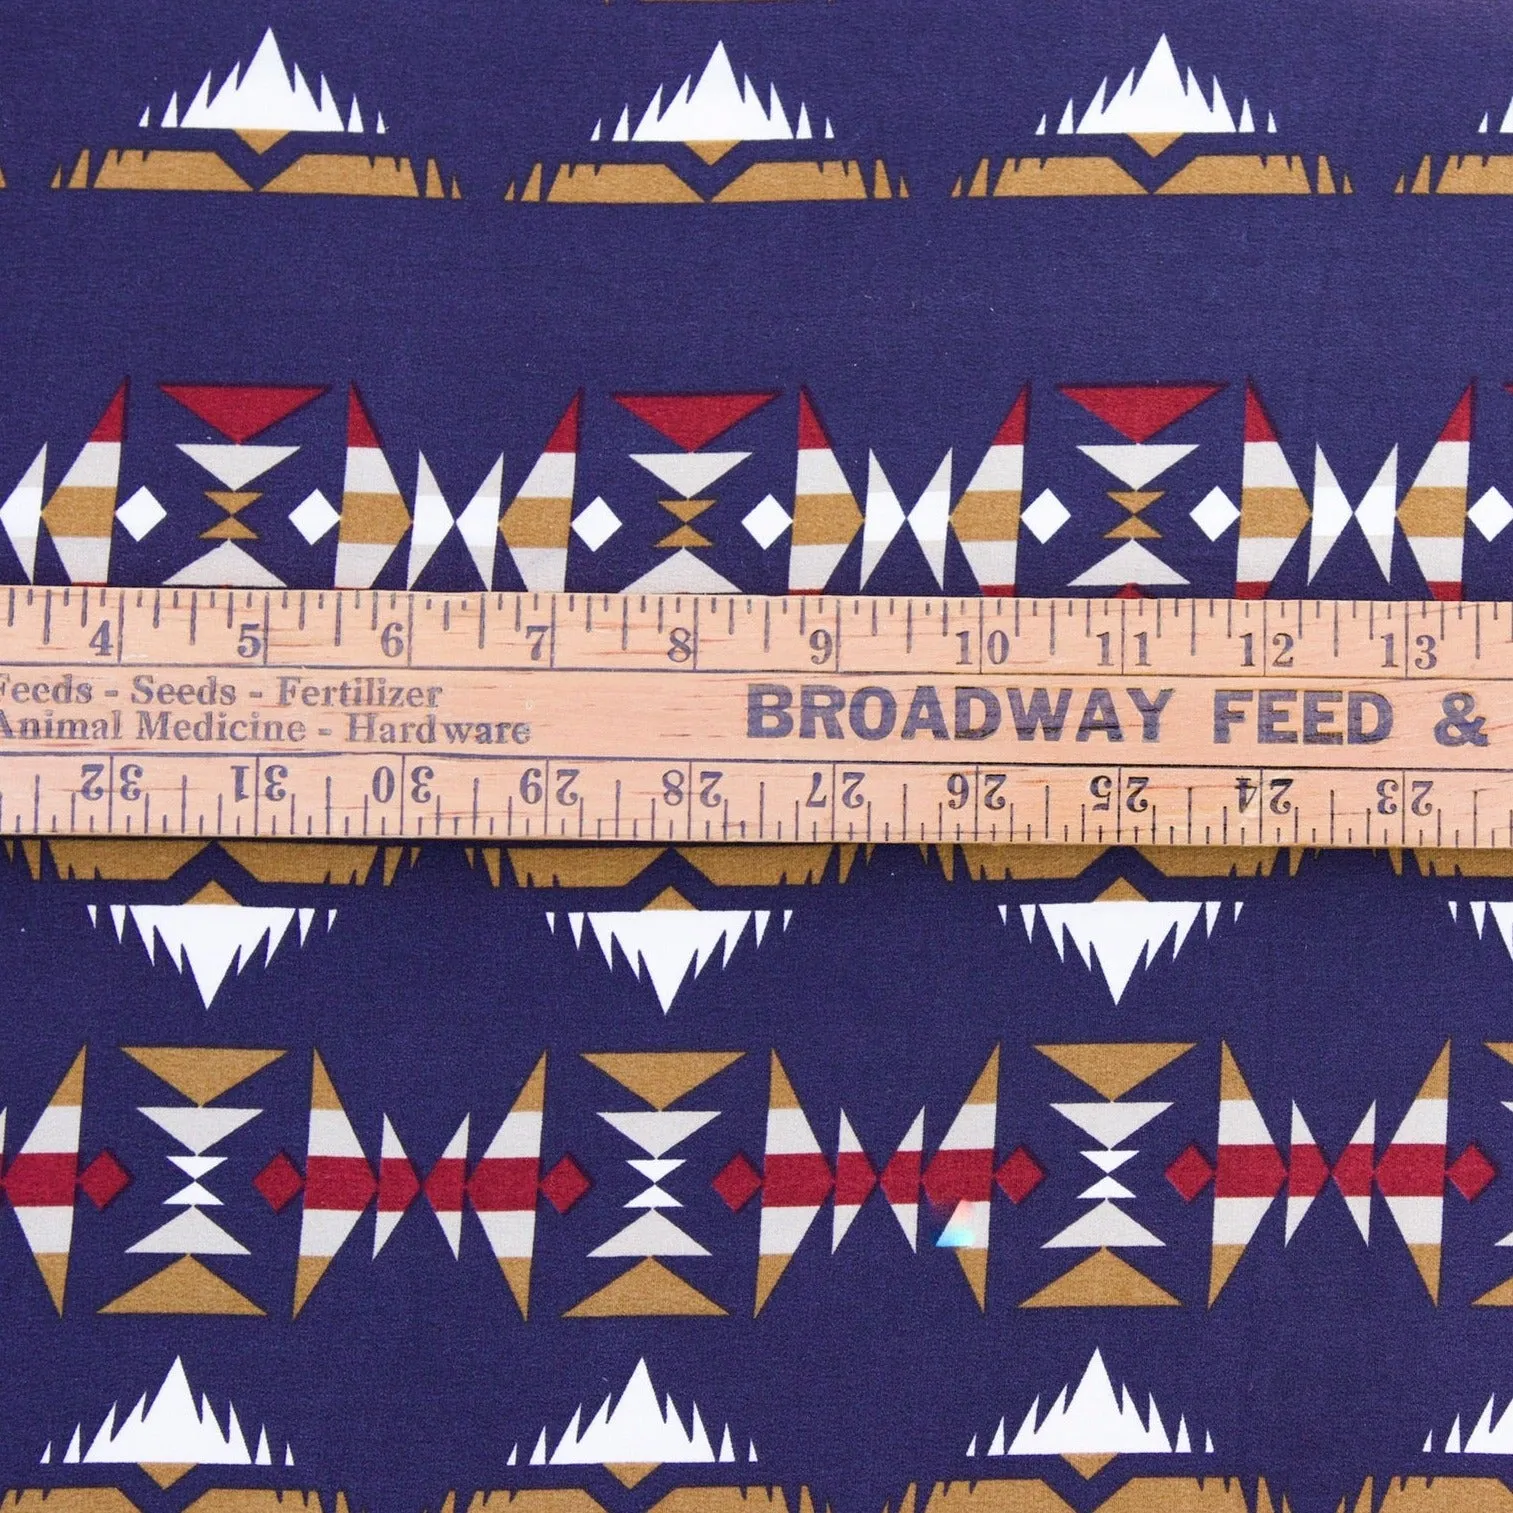 4 5 6 7 8 9 10 11 12 13
Feeds - Seeds - Fertilizer
Animal Medicine - Hardware
BROADWAY FEED &
32 31 30 29 28 27 26 25 24 23